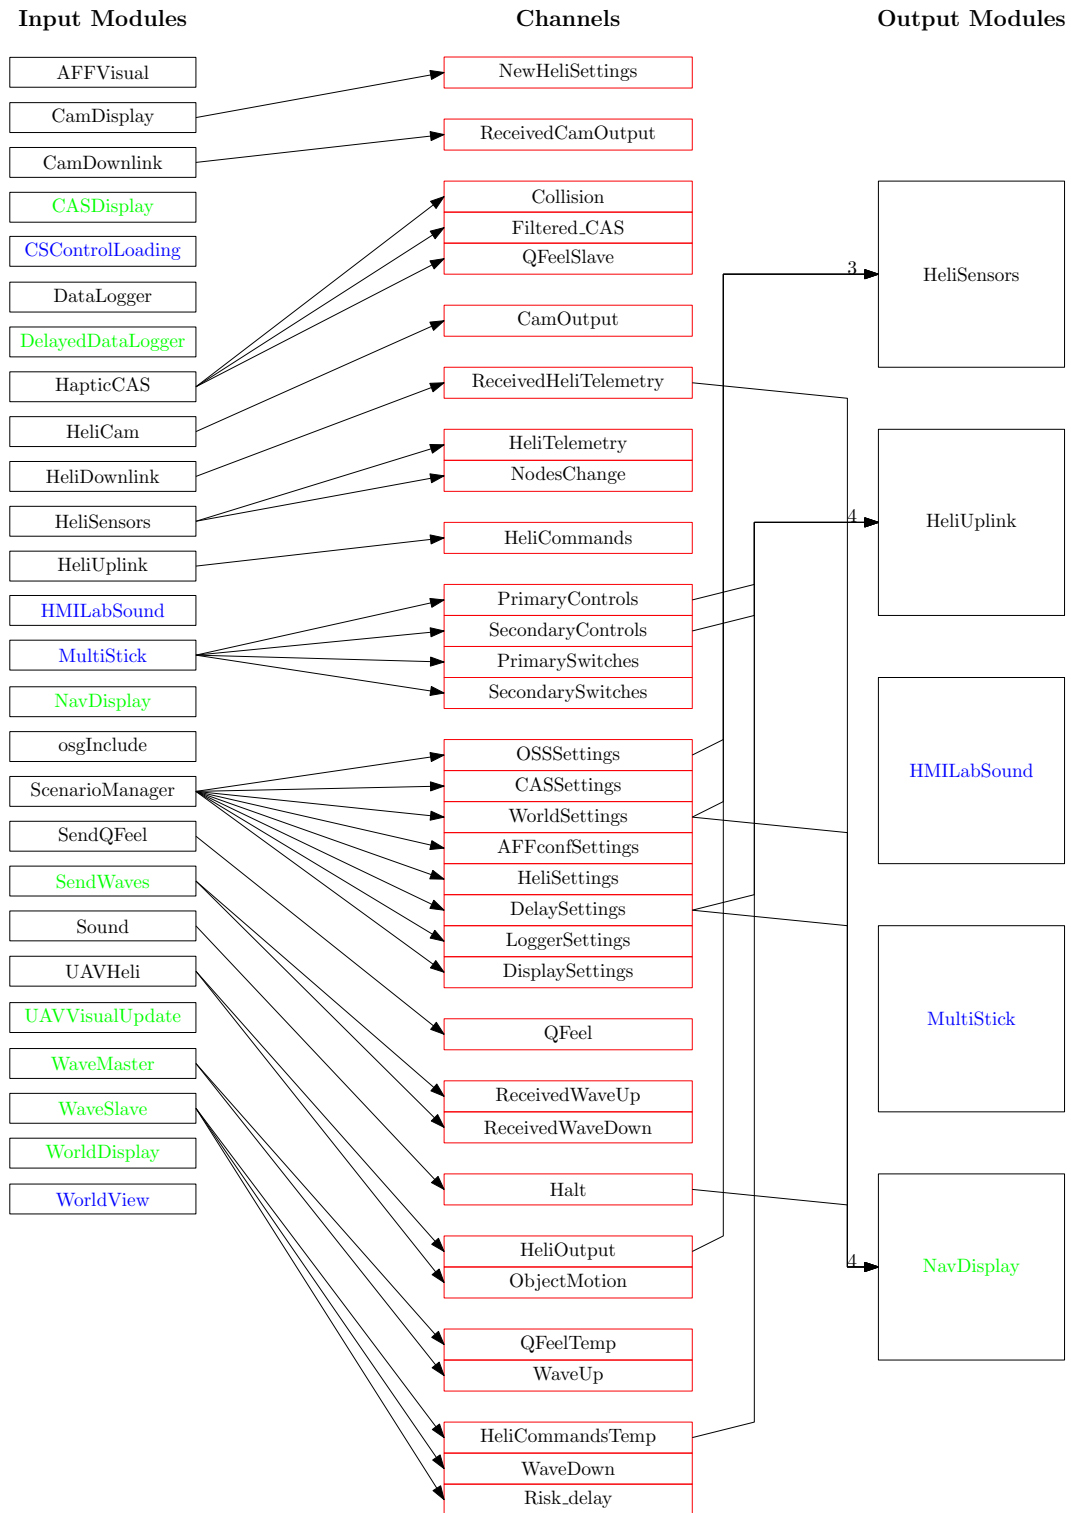 Input Modules
Channels
Output Modules
AFFVisual
CamDisplay
CamDownlink
CASDisplay
CSControlLoading
DataLogger
DelayedDataLogger
HapticCAS
HeliCam
HeliDownlink
HeliSensors
HeliUplink
HMILabSound
MultiStick
NavDisplay
osgInclude
ScenarioManager
SendQFeel
SendWaves
Sound
UAVHeli
UAVVisualUpdate
WaveMaster
WaveSlave
WorldDisplay
WorldView
NewHeliSettings
ReceivedCamOutput
Collision
Filtered_CAS
QFeelSlave
CamOutput
ReceivedHeliTelemetry
HeliTelemetry
NodesChange
HeliCommands
PrimaryControls
SecondaryControls
PrimarySwitches
SecondarySwitches
OSSSettings
CASSettings
WorldSettings
AFFconfSettings
HeliSettings
DelaySettings
LoggerSettings
DisplaySettings
QFeel
ReceivedWaveUp
ReceivedWaveDown
Halt
HeliOutput
ObjectMotion
QFeelTemp
WaveUp
HeliCommandsTemp
WaveDown
Risk_delay
3
HeliSensors
4
HeliUplink
HMILabSound
MultiStick
4
NavDisplay